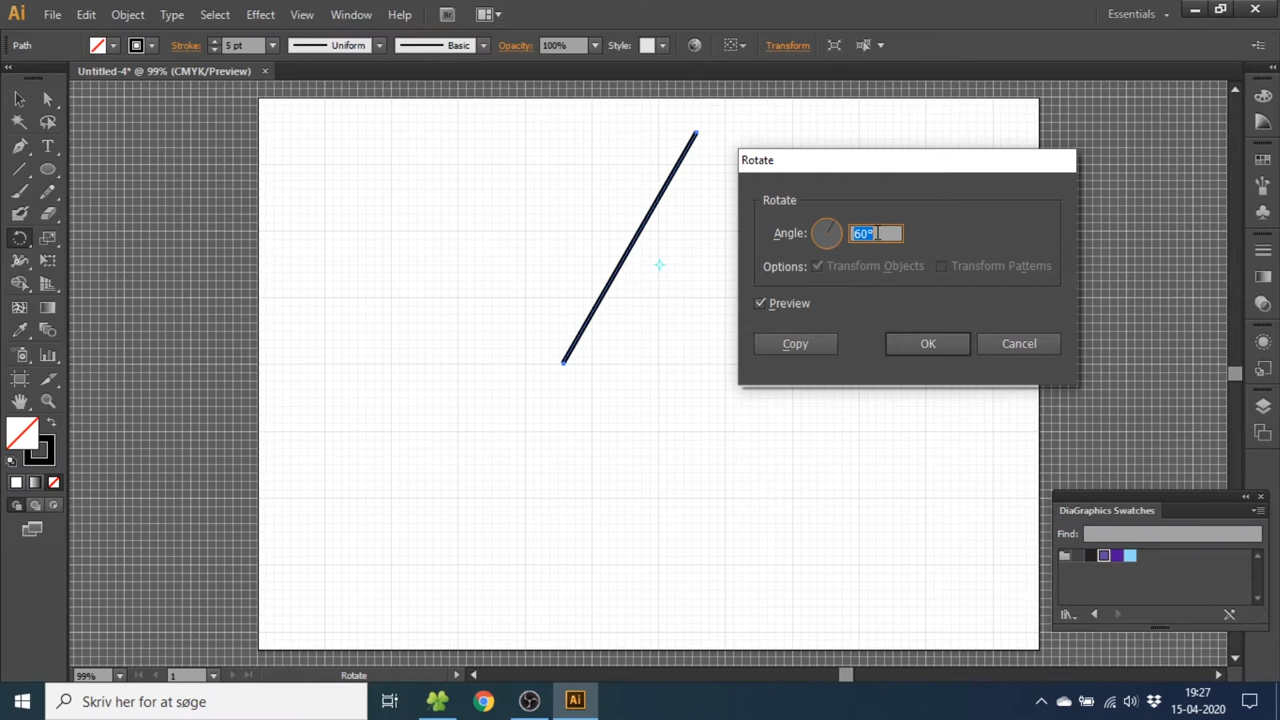 Ai File Edit Object Type Select Effect View Window Help Br Essentials
Path Stroke: 5 pt Uniform Basic Opacity: 100% Style: Transform
Untitled-4* @ 99% (CMYK/Preview)
Rotate
Rotate
Angle: 60°
Options: Transform Objects Transform Patterns
Preview
Copy OK Cancel
DiaGraphics Swatches
Find:
99% 1 Rotate
Skriv her for at søge
Ai
19:27
15-04-2020